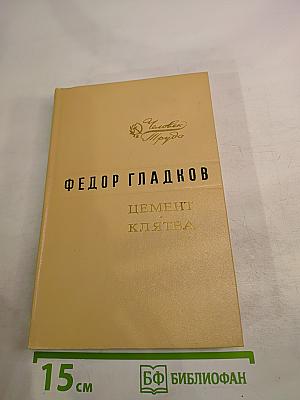 Человек
Труда
ФЕДОР ГЛАДКОВ
ЦЕМЕНТ
КЛЯТВА
15 см
БФ БИБЛИОФАН